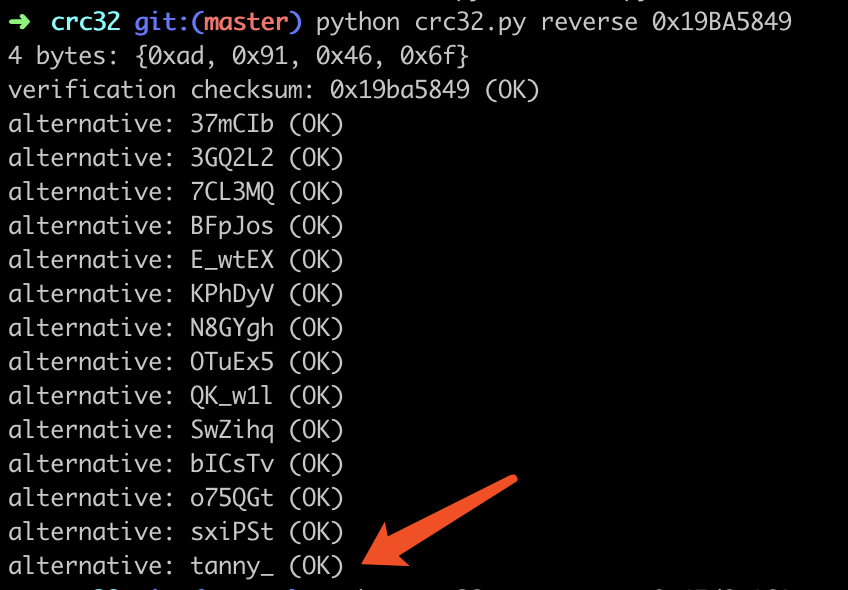 ➜ crc32 git:(master) python crc32.py reverse 0x19BA5849
4 bytes: {0xad, 0x91, 0x46, 0x6f}
verification checksum: 0x19ba5849 (OK)
alternative: 37mCIb (OK)
alternative: 3GQ2L2 (OK)
alternative: 7CL3MQ (OK)
alternative: BFpJos (OK)
alternative: E_wtEX (OK)
alternative: KPhDyV (OK)
alternative: N8GYgh (OK)
alternative: OTuEx5 (OK)
alternative: QK_w1l (OK)
alternative: SwZihq (OK)
alternative: bICsTv (OK)
alternative: o75QGt (OK)
alternative: sxiPSt (OK)
alternative: tanny_ (OK)